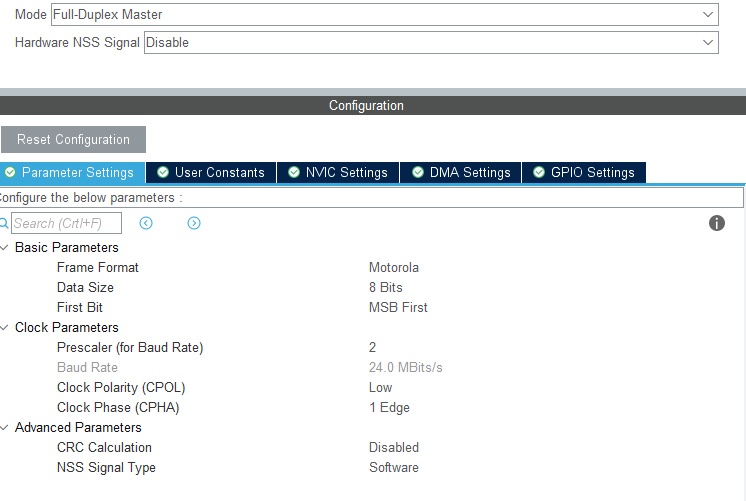 Mode Full-Duplex Master
Hardware NSS Signal Disable
Configuration
Reset Configuration
Parameter Settings User Constants NVIC Settings DMA Settings GPIO Settings
onfigure the below parameters :
Search (Crtl+F)
Basic Parameters
Frame Format Motorola
Data Size 8 Bits
First Bit MSB First
Clock Parameters
Prescaler (for Baud Rate) 2
Baud Rate 24.0 MBits/s
Clock Polarity (CPOL) Low
Clock Phase (CPHA) 1 Edge
Advanced Parameters
CRC Calculation Disabled
NSS Signal Type Software